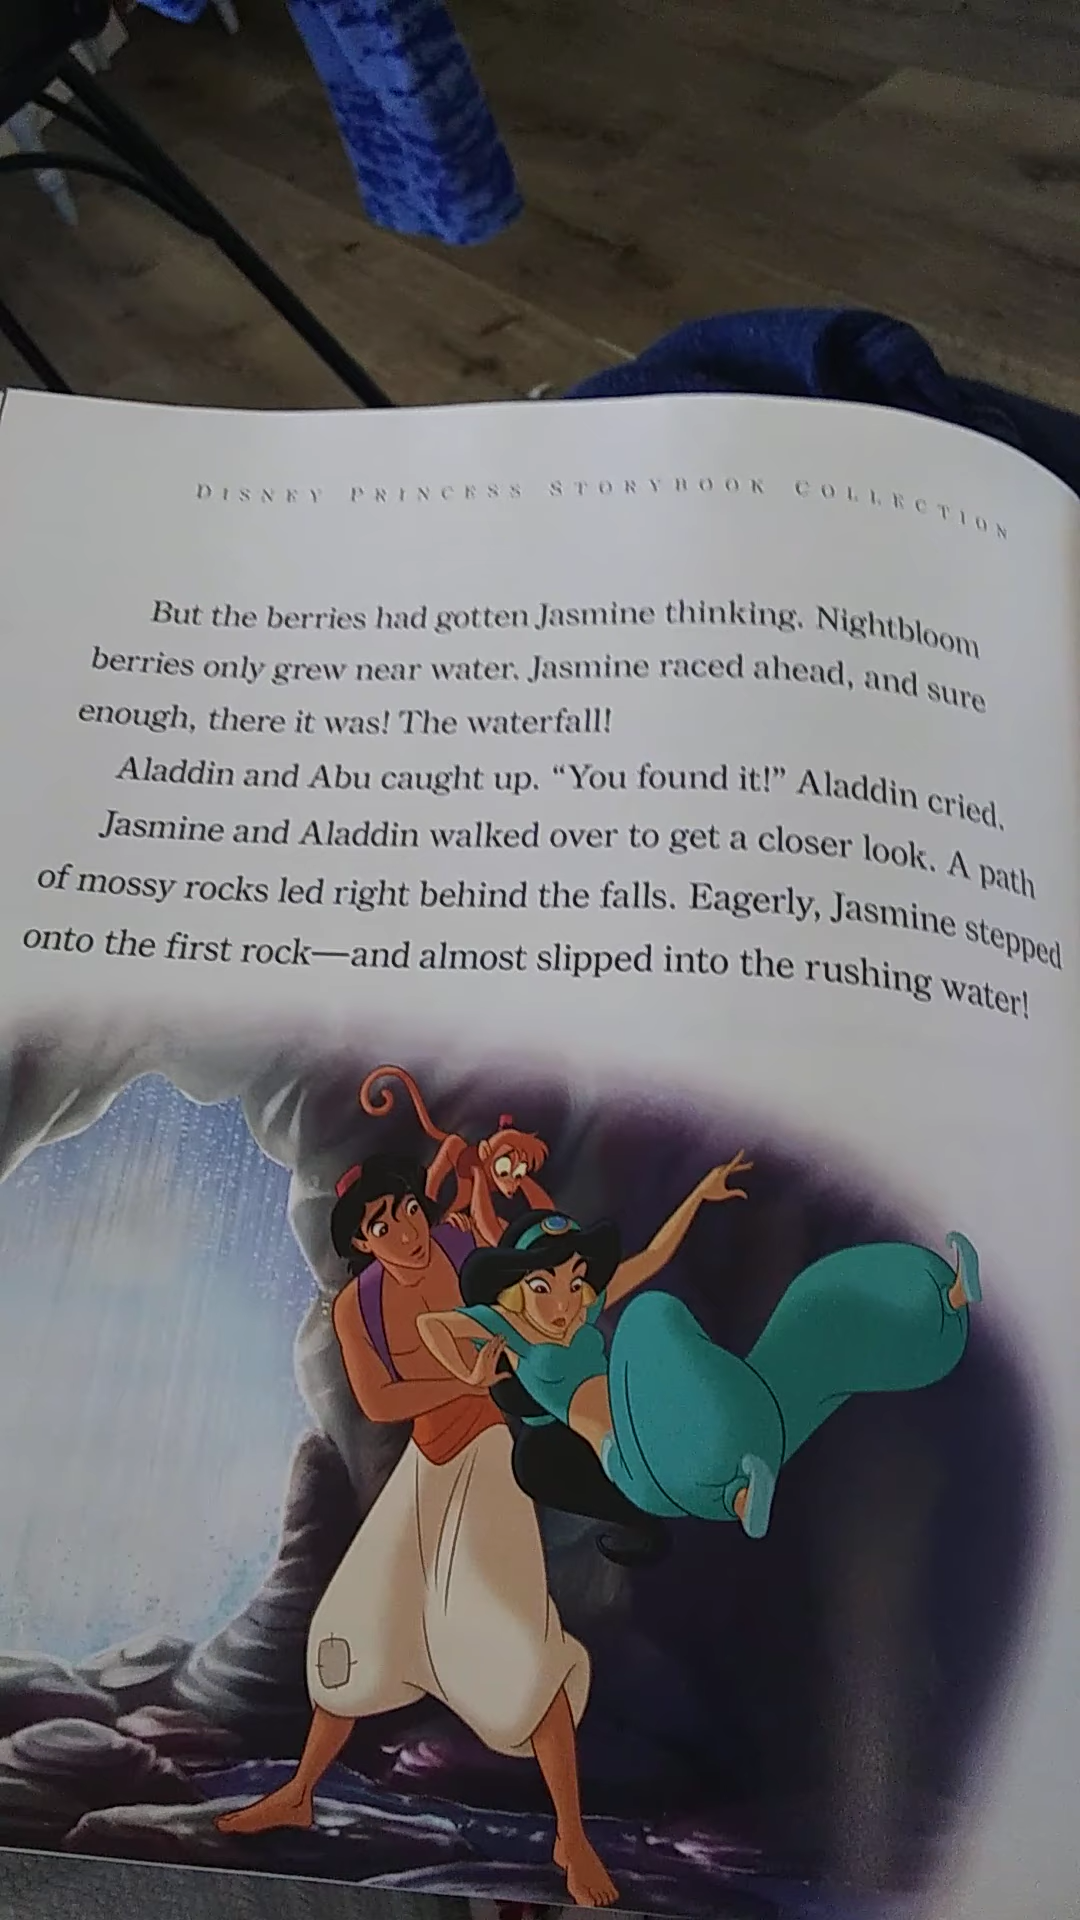 DISNEY PRINCESS STORYBOOK COLLECTION
But the berries had gotten Jasmine thinking. Nightbloom
berries only grew near water. Jasmine raced ahead, and sure
enough, there it was! The waterfall!
Aladdin and Abu caught up. “You found it!” Aladdin cried.
Jasmine and Aladdin walked over to get a closer look. A path
of mossy rocks led right behind the falls. Eagerly, Jasmine stepped
onto the first rock—and almost slipped into the rushing water!